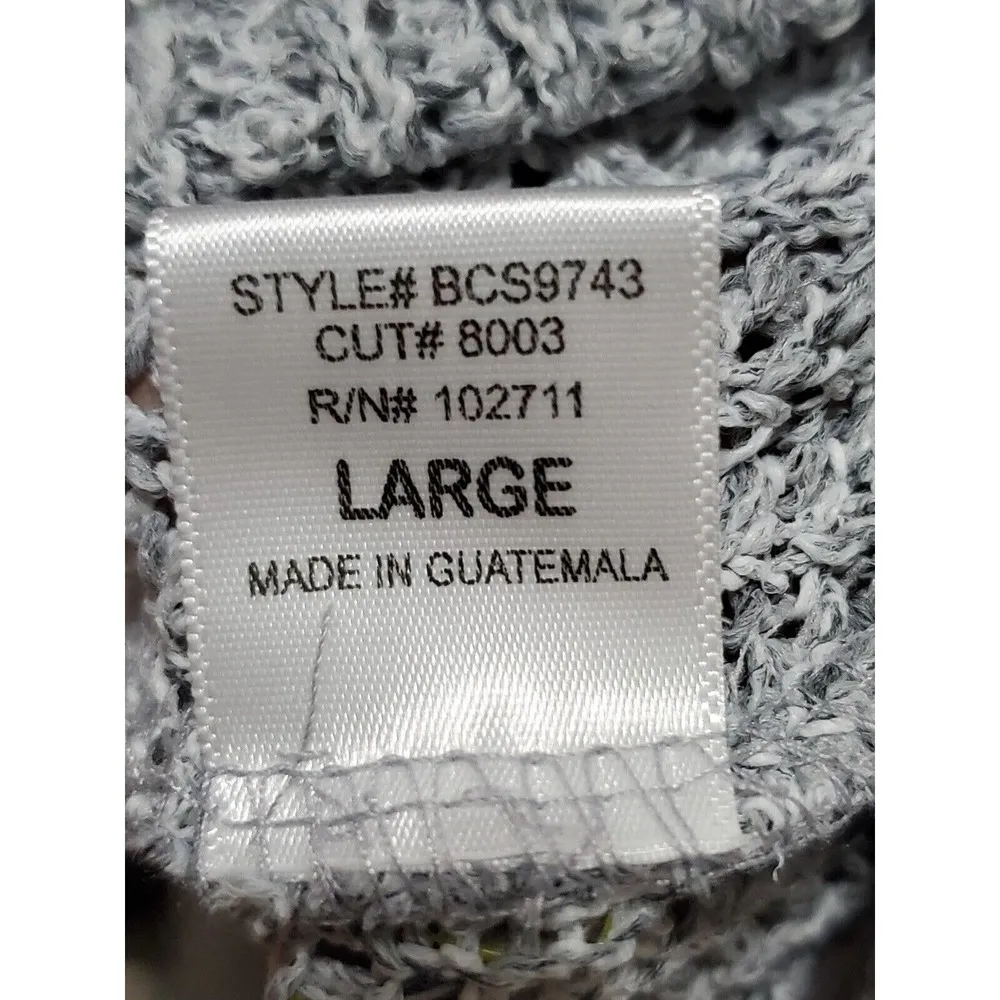 STYLE# BCS9743
CUT# 8003
R/N# 102711
LARGE
MADE IN GUATEMALA